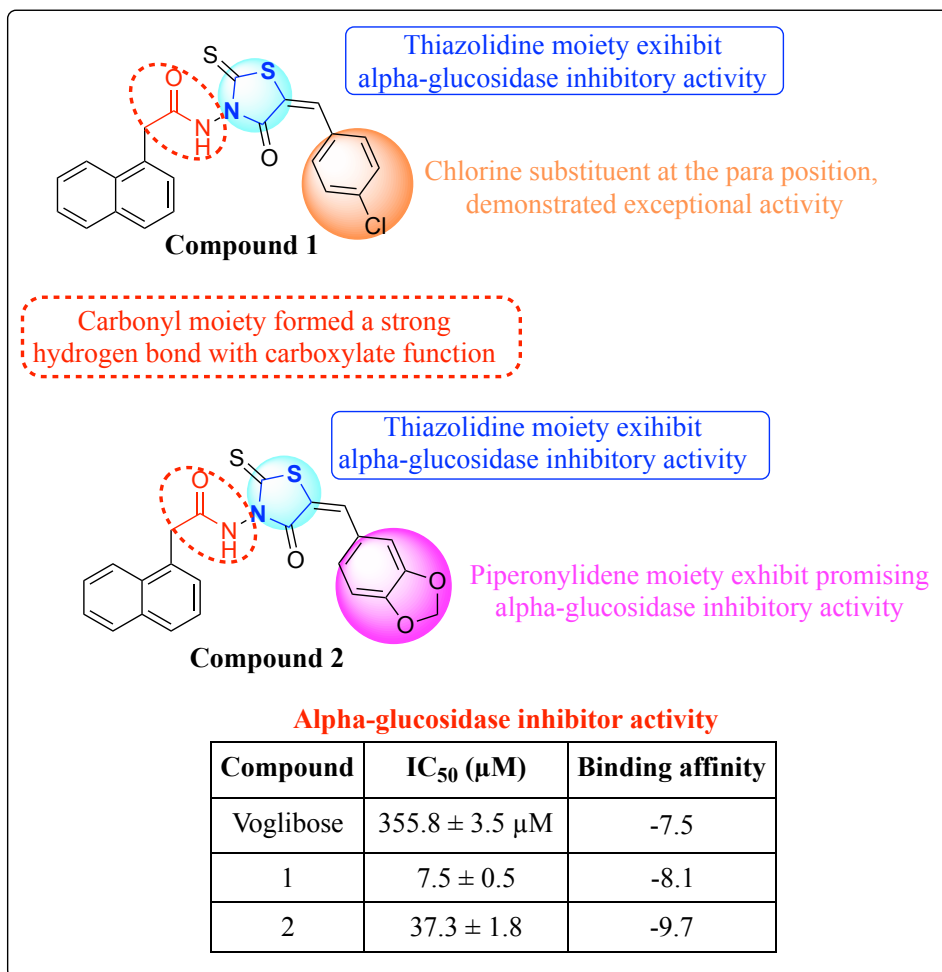 Thiazolidine moiety exihibit
alpha-glucosidase inhibitory activity
S
S
O
N
N
H
O
Cl
Chlorine substituent at the para position,
demonstrated exceptional activity
Compound 1
Carbonyl moiety formed a strong
hydrogen bond with carboxylate function
Thiazolidine moiety exihibit
alpha-glucosidase inhibitory activity
S
S
O
N
N
H
O
O
O
Piperonylidene moiety exhibit promising
alpha-glucosidase inhibitory activity
Compound 2
Alpha-glucosidase inhibitor activity
Compound IC50 (µM) Binding affinity
Voglibose 355.8 ± 3.5 µM -7.5
1 7.5 ± 0.5 -8.1
2 37.3 ± 1.8 -9.7